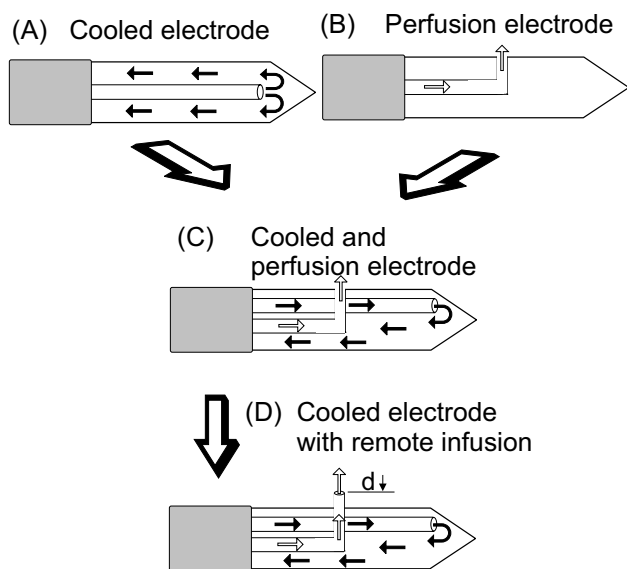 (A) Cooled electrode
(B) Perfusion electrode
(C) Cooled and
perfusion electrode
(D) Cooled electrode
with remote infusion
d